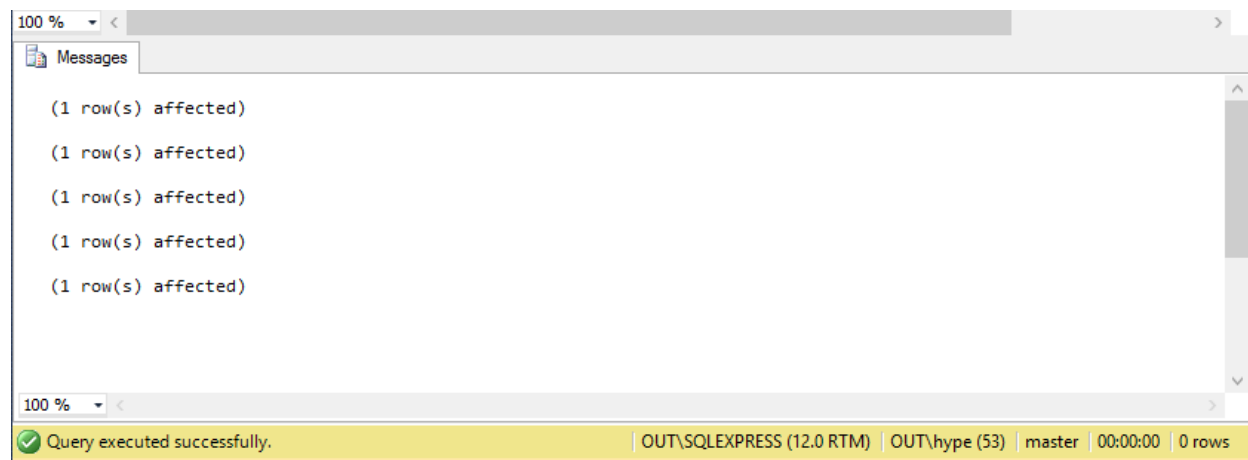 100 %
Messages
(1 row(s) affected)
(1 row(s) affected)
(1 row(s) affected)
(1 row(s) affected)
(1 row(s) affected)
100 %
Query executed successfully. OUT\SQLEXPRESS (12.0 RTM) OUT\hype (53) master 00:00:00 0 rows